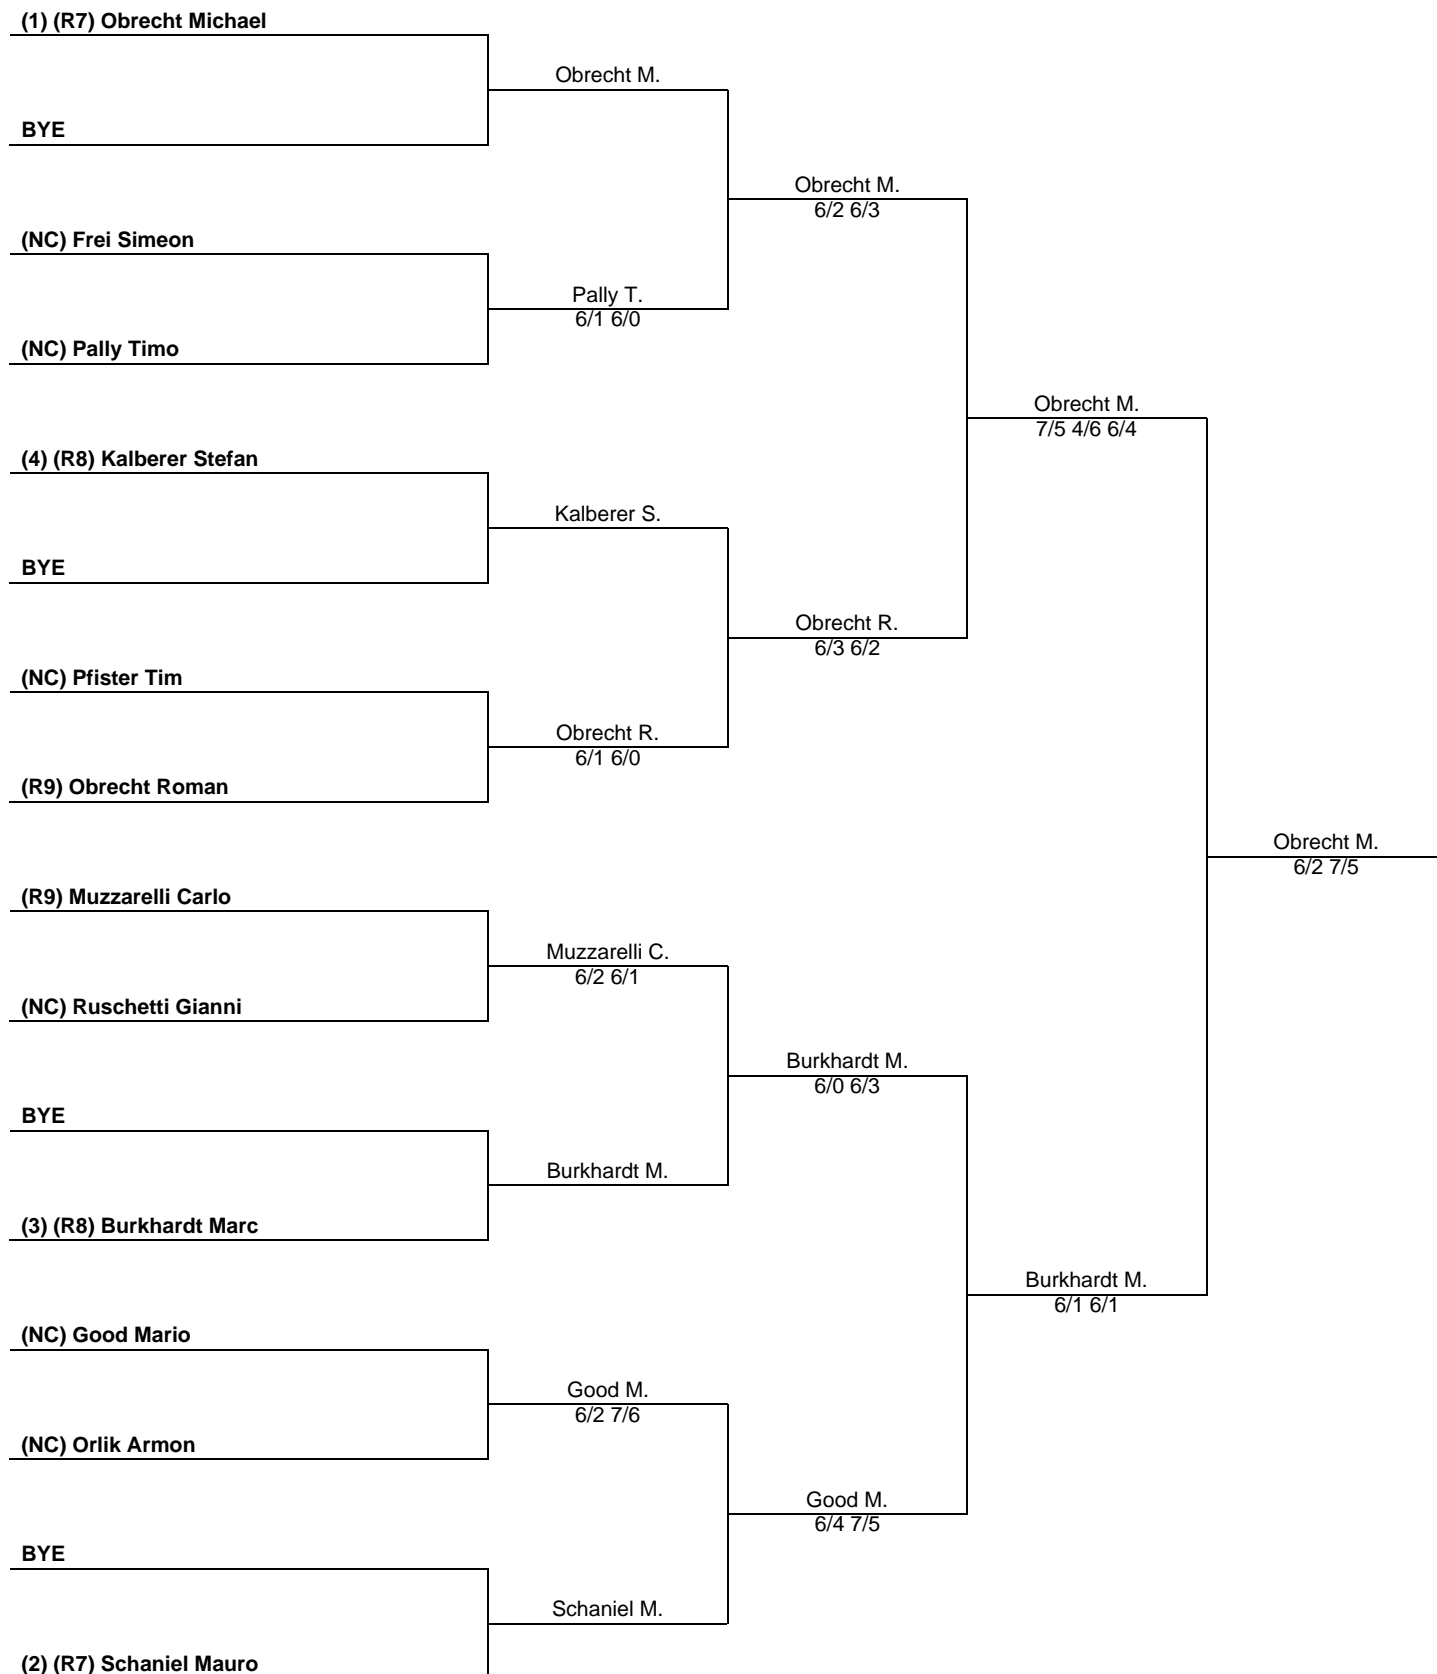 (1) (R7) Obrecht Michael
Obrecht M.
BYE
Obrecht M.
6/2 6/3
(NC) Frei Simeon
Pally T.
6/1 6/0
(NC) Pally Timo
Obrecht M.
7/5 4/6 6/4
(4) (R8) Kalberer Stefan
Kalberer S.
BYE
Obrecht R.
6/3 6/2
(NC) Pfister Tim
Obrecht R.
6/1 6/0
(R9) Obrecht Roman
Obrecht M.
6/2 7/5
(R9) Muzzarelli Carlo
Muzzarelli C.
6/2 6/1
(NC) Ruschetti Gianni
Burkhardt M.
6/0 6/3
BYE
Burkhardt M.
(3) (R8) Burkhardt Marc
Burkhardt M.
6/1 6/1
(NC) Good Mario
Good M.
6/2 7/6
(NC) Orlik Armon
Good M.
6/4 7/5
BYE
Schaniel M.
(2) (R7) Schaniel Mauro